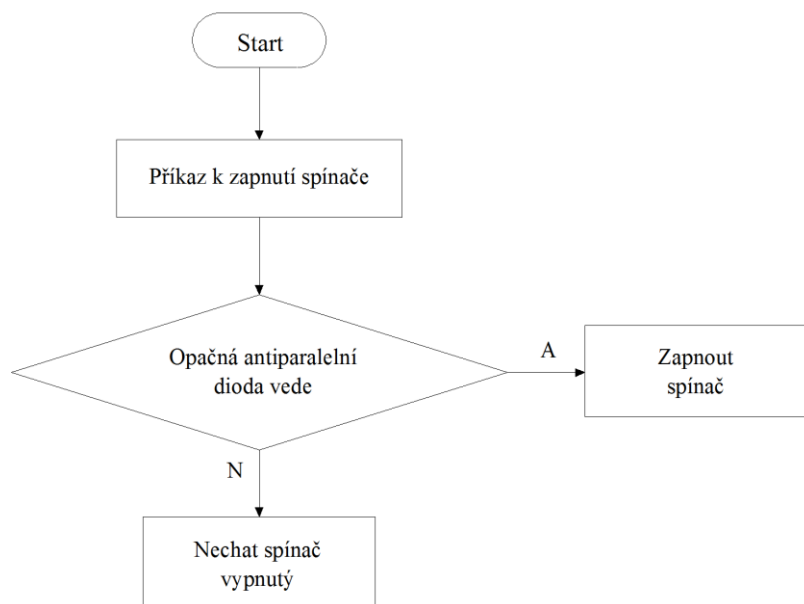 Start
Příkaz k zapnutí spínače
Opačná antiparalelní
dioda vede
A
Zapnout
spínač
N
Nechat spínač
vypnutý